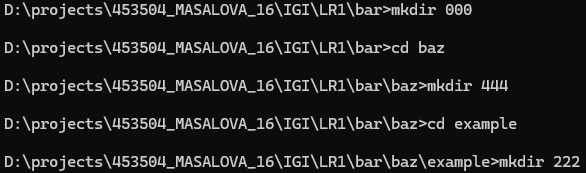 D:\projects\453504_MASALOVA_16\IGI\LR1\bar>mkdir 000
D:\projects\453504_MASALOVA_16\IGI\LR1\bar>cd baz
D:\projects\453504_MASALOVA_16\IGI\LR1\bar\baz>mkdir 444
D:\projects\453504_MASALOVA_16\IGI\LR1\bar\baz>cd example
D:\projects\453504_MASALOVA_16\IGI\LR1\bar\baz\example>mkdir 222